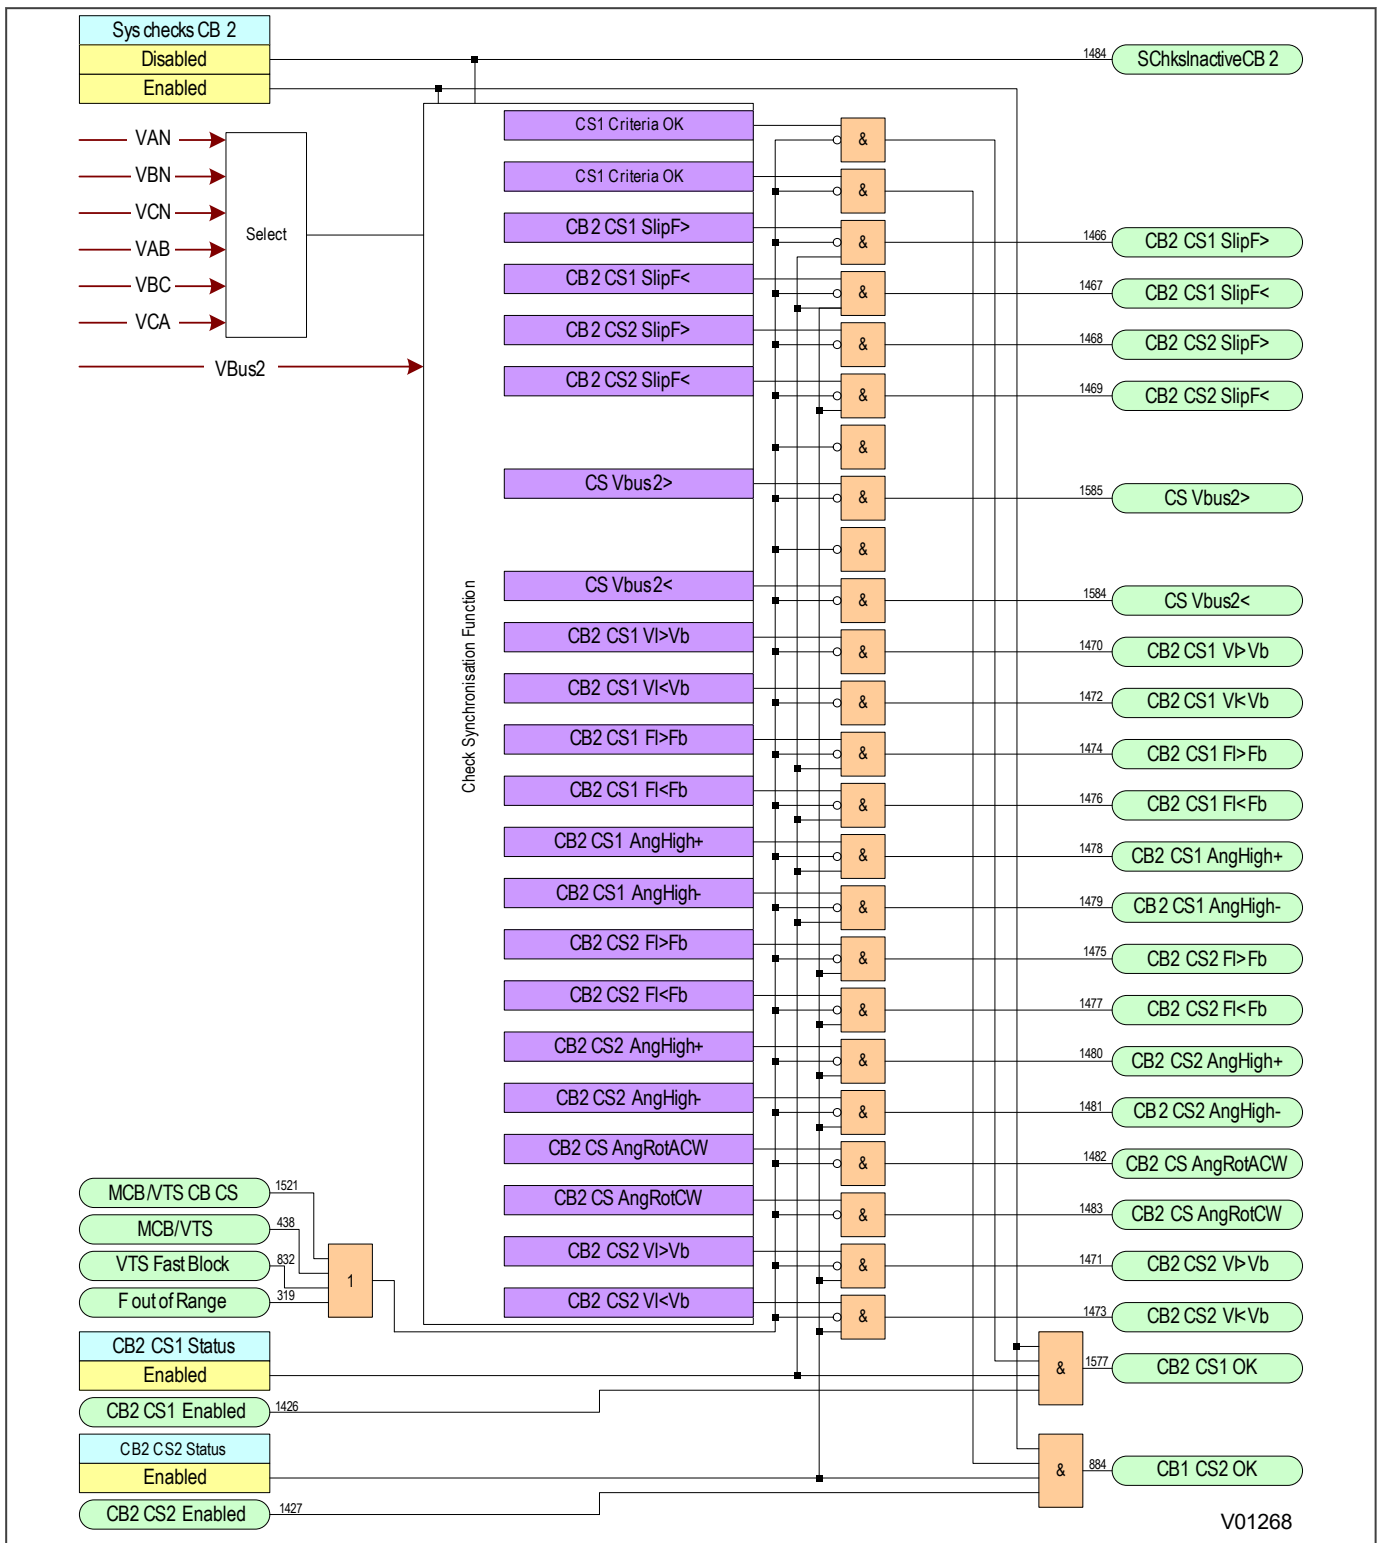 Sys checks CB 2
Disabled
1484
SChksInactiveCB 2
Enabled
VAN
VBN
VCN
VAB
VBC
VCA
Select
VBus2
Check Synchronisation Function
CS1 Criteria OK
&
CS1 Criteria OK
&
CB2 CS1 SlipF>
&
1466
CB2 CS1 SlipF>
CB2 CS1 SlipF<
&
1467
CB2 CS1 SlipF<
CB2 CS2 SlipF>
&
1468
CB2 CS2 SlipF>
CB2 CS2 SlipF<
&
1469
CB2 CS2 SlipF<
&
CS Vbus2>
&
1585
CS Vbus2>
&
CS Vbus2<
&
1584
CS Vbus2<
CB2 CS1 Vl>Vb
&
1470
CB2 CS1 Vl>Vb
CB2 CS1 Vl<Vb
&
1472
CB2 CS1 Vl<Vb
CB2 CS1 Fl>Fb
&
1474
CB2 CS1 Fl>Fb
CB2 CS1 Fl<Fb
&
1476
CB2 CS1 Fl<Fb
CB2 CS1 AngHigh+
&
1478
CB2 CS1 AngHigh+
CB2 CS1 AngHigh-
&
1479
CB2 CS1 AngHigh-
CB2 CS2 Fl>Fb
&
1475
CB2 CS2 Fl>Fb
CB2 CS2 Fl<Fb
&
1477
CB2 CS2 Fl<Fb
CB2 CS2 AngHigh+
&
1480
CB2 CS2 AngHigh+
CB2 CS2 AngHigh-
&
1481
CB2 CS2 AngHigh-
CB2 CS AngRotACW
&
1482
CB2 CS AngRotACW
CB2 CS AngRotCW
&
1483
CB2 CS AngRotCW
CB2 CS2 Vl>Vb
&
1471
CB2 CS2 Vl>Vb
CB2 CS2 Vl<Vb
&
1473
CB2 CS2 Vl<Vb
MCB/VTS CB CS
1521
MCB/VTS
438
VTS Fast Block
832
F out of Range
319
1
CB2 CS1 Status
Enabled
CB2 CS1 Enabled
1426
&
1577
CB2 CS1 OK
CB2 CS2 Status
Enabled
CB2 CS2 Enabled
1427
&
884
CB1 CS2 OK
V01268